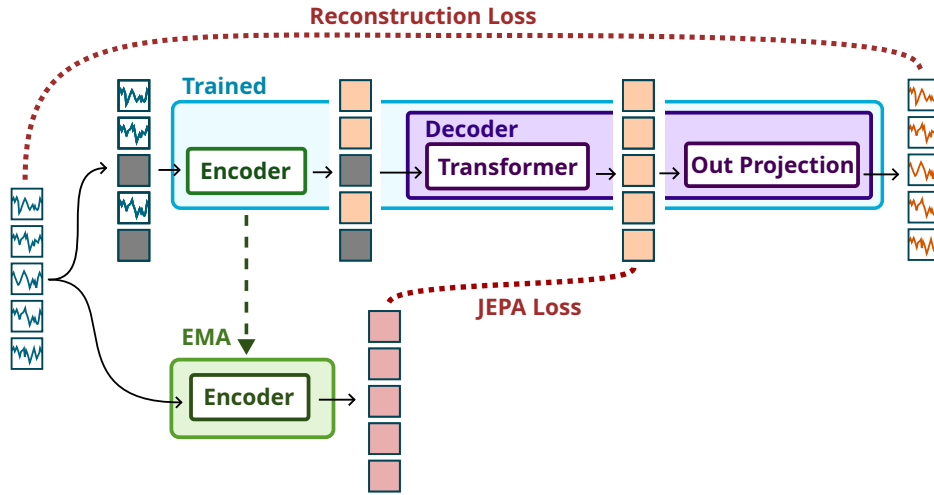 Reconstruction Loss
Trained
Decoder
Encoder
Transformer
Out Projection
JEPA Loss
EMA
Encoder